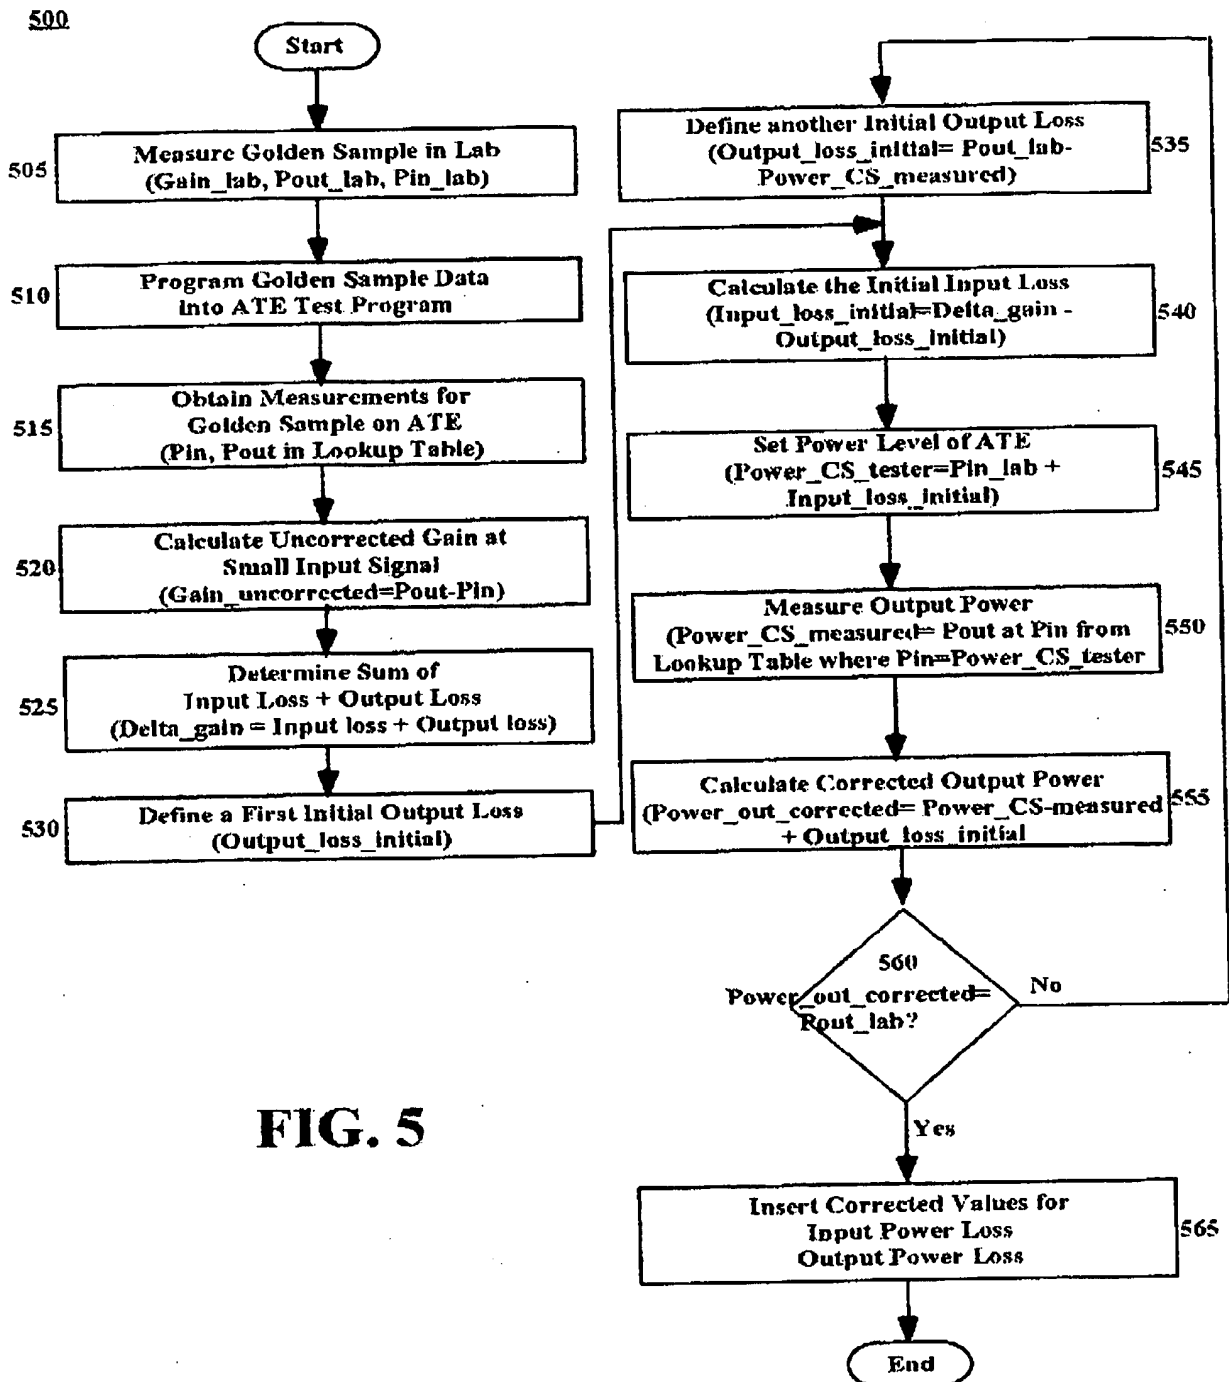 500
Start
505
Measure Golden Sample in Lab
(Gain_lab, Pout_lab, Pin_lab)
510
Program Golden Sample Data
into ATE Test Program
515
Obtain Measurements for
Golden Sample on ATE
(Pin, Pout in Lookup Table)
520
Calculate Uncorrected Gain at
Small Input Signal
(Gain_uncorrected=Pout-Pin)
525
Determine Sum of
Input Loss + Output Loss
(Delta_gain = Input loss + Output loss)
530
Define a First Initial Output Loss
(Output_loss_initial)
Define another Initial Output Loss
(Output_loss_initial= Pout_lab-
Power_CS_measured)
535
Calculate the Initial Input Loss
(Input_loss_initial=Delta_gain -
Output_loss_initial)
540
Set Power Level of ATE
(Power_CS_tester=Pin_lab +
Input_loss_initial)
545
Measure Output Power
(Power_CS_measured= Pout at Pin from
Lookup Table where Pin=Power_CS_tester
550
Calculate Corrected Output Power
(Power_out_corrected= Power_CS-measured
+ Output_loss_initial
555
560
Power_out_corrected=
Pout_lab?
No
Yes
Insert Corrected Values for
Input Power Loss
Output Power Loss
565
End
FIG. 5